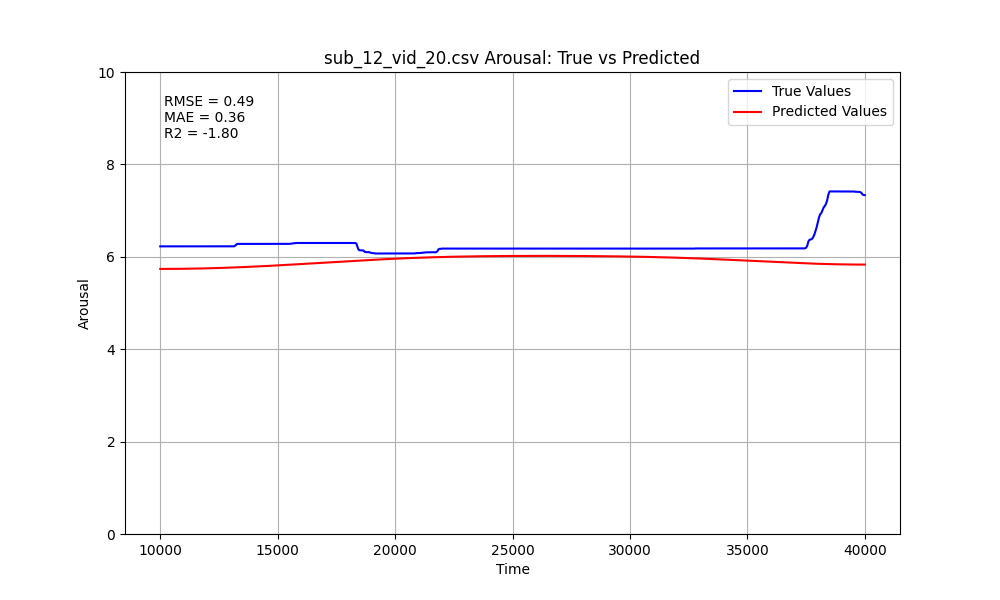 sub_12_vid_20.csv Arousal: True vs Predicted
RMSE = 0.49
MAE = 0.36
R2 = -1.80
True Values
Predicted Values
10
8
6
4
2
0
Arousal
10000
15000
20000
25000
30000
35000
40000
Time